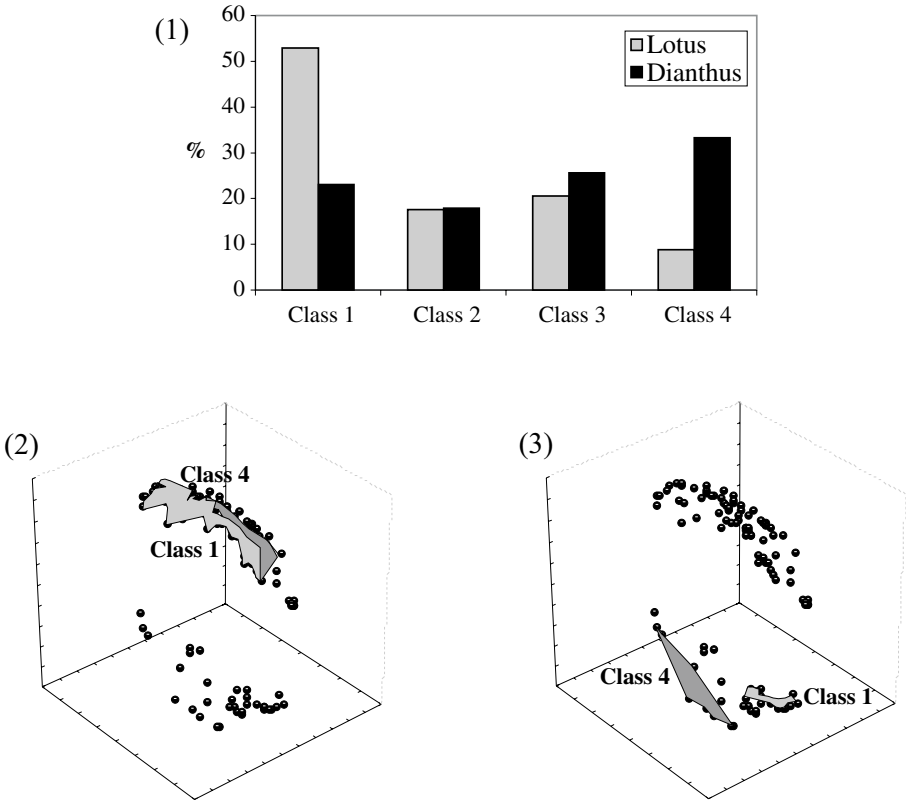 (1)
60
50
40
30
20
10
0
%
Lotus
Dianthus
Class 1
Class 2
Class 3
Class 4
(2)
Class 4
Class 1
(3)
Class 4
Class 1